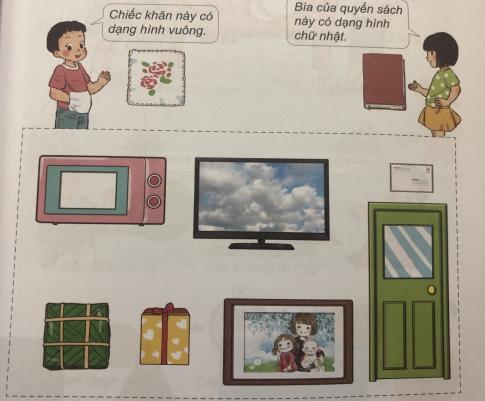 Chiếc khăn này có
dạng hình vuông.
Bìa của quyển sách
này có dạng hình
chữ nhật.